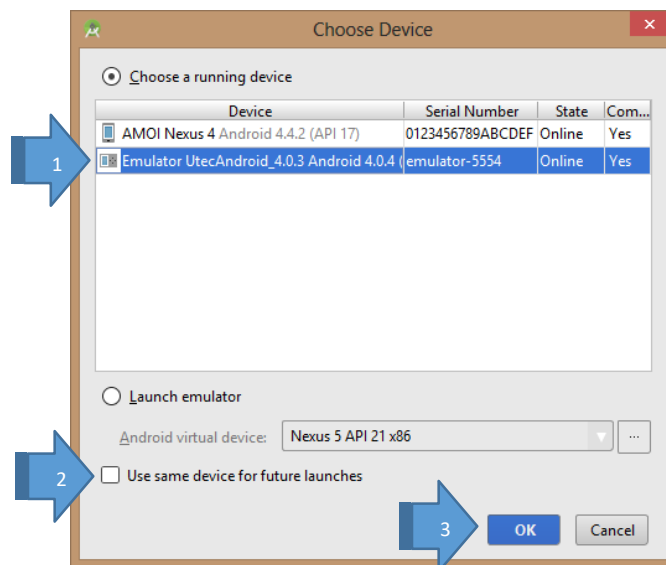 Choose Device
Choose a running device
Device Serial Number State Com...
AMOI Nexus 4 Android 4.4.2 (API 17) 0123456789ABCDEF Online Yes
1
Emulator UtecAndroid_4.0.3 Android 4.0.4 ( emulator-5554 Online Yes
Launch emulator
Android virtual device: Nexus 5 API 21 x86 ...
2
Use same device for future launches
3
OK Cancel